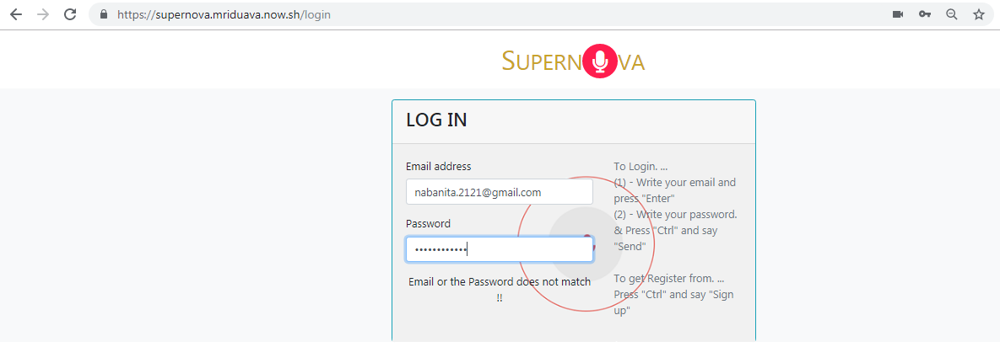 https://supernova.mriduava.now.sh/login
SUPERNOVA
LOG IN
Email address
nabanita.2121@gmail.com
Password
••••••••••••
Email or the Password does not match
!!
To Login. ...
(1) - Write your email and
press "Enter"
(2) - Write your password.
& Press "Ctrl" and say
"Send"
To get Register from. ...
Press "Ctrl" and say "Sign
up"